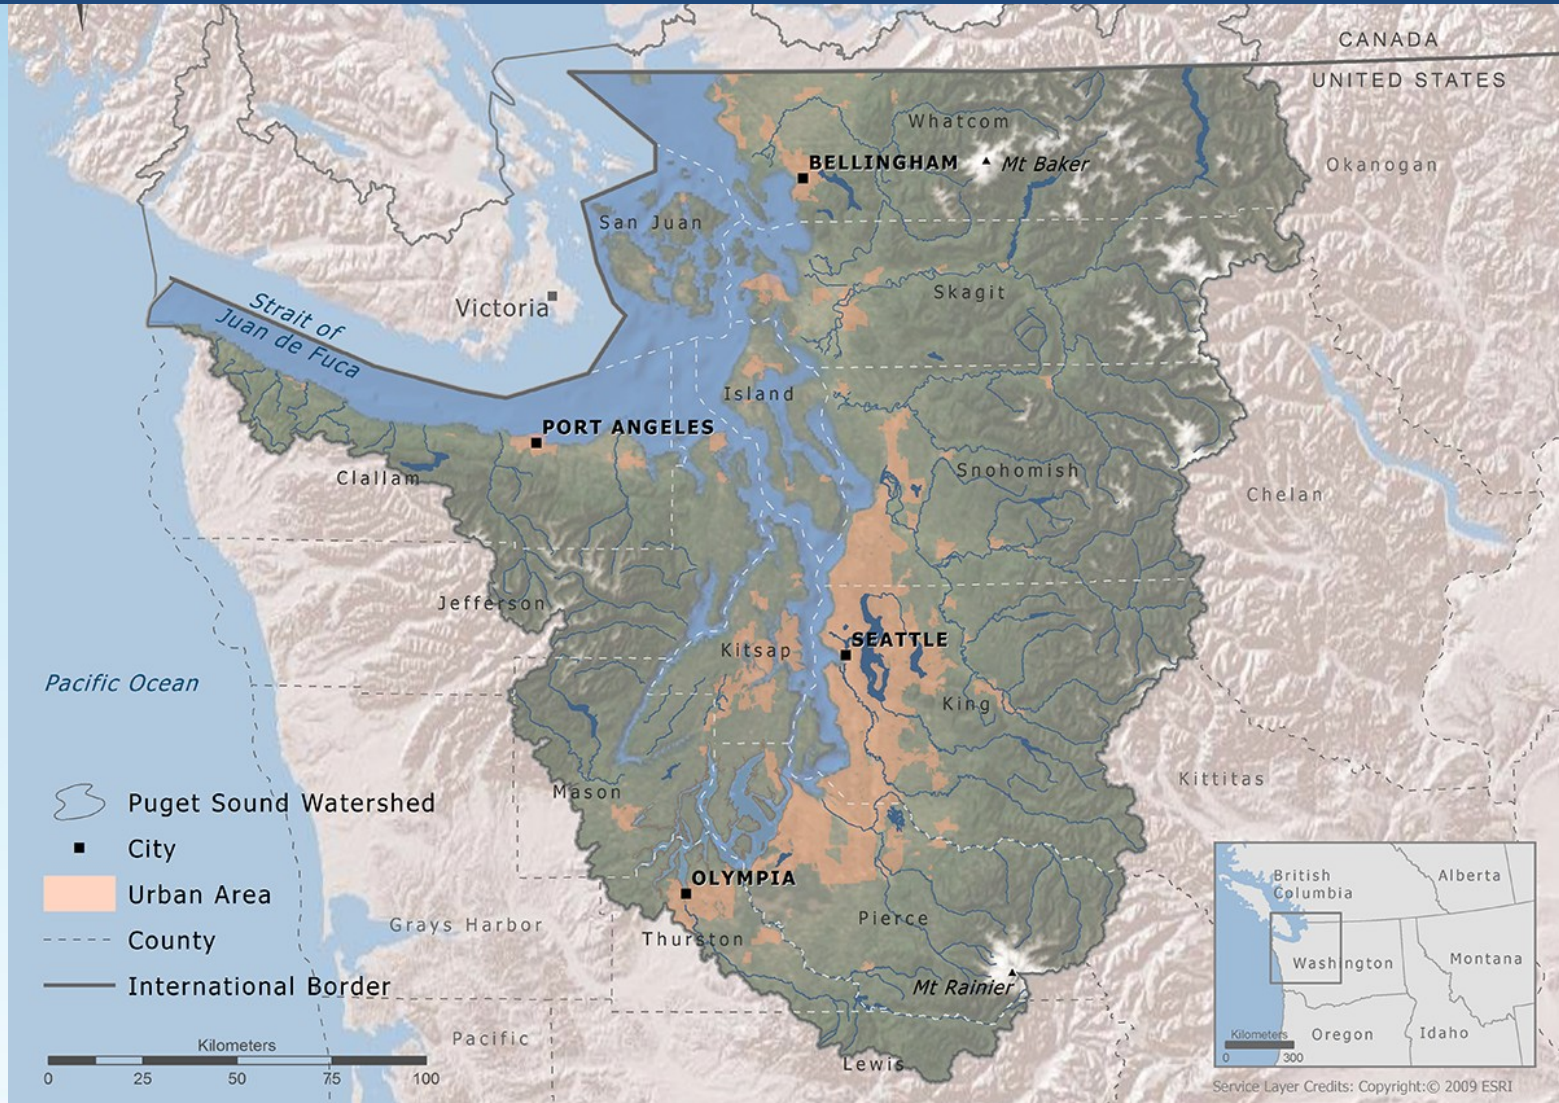 CANADA
UNITED STATES
Whatcom
BELLINGHAM
Mt Baker
Okanogan
San Juan
Skagit
Victoria
Strait of
Juan de Fuca
Island
PORT ANGELES
Clallam
Snohomish
Chelan
Jefferson
SEATTLE
Kitsap
Pacific Ocean
King
Kittitas
Mason
Puget Sound Watershed
City
Urban Area
County
International Border
OLYMPIA
Grays Harbor
Thurston
Pierce
Mt Rainier
Pacific
Lewis
Kilometers
0 25 50 75 100
British
Columbia
Alberta
Washington
Montana
Oregon
Idaho
Kilometers
0 300
Service Layer Credits: Copyright:© 2009 ESRI